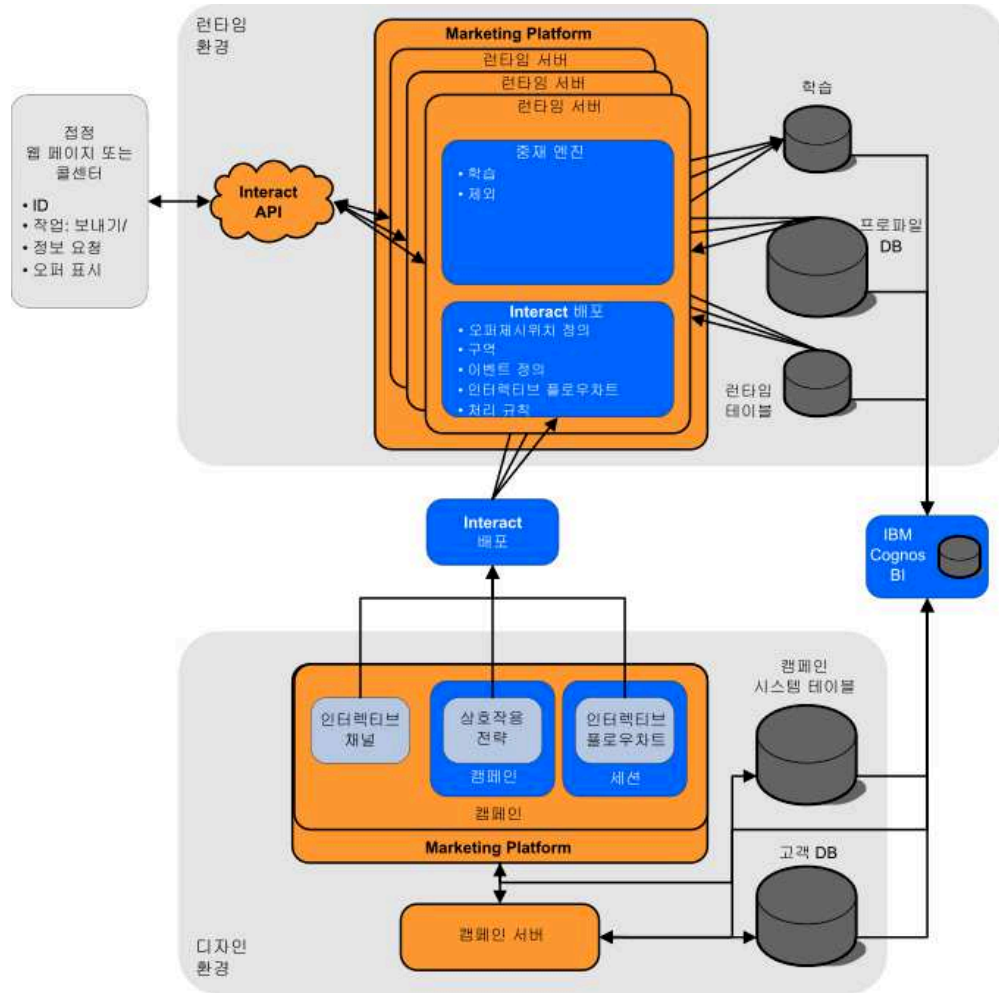 런타임
환경
Marketing Platform
런타임 서버
런타임 서버
런타임 서버
중재 엔진
• 학습
• 제외
Interact 배포
• 오퍼제시위치 정의
• 구역
• 이벤트 정의
• 인터랙티브 플로우차트
• 처리 규칙
접점
웹 페이지 또는
콜센터
• ID
• 작업: 보내기/
• 정보 요청
• 오퍼 표시
Interact
API
학습
프로파일
DB
런타임
테이블
Interact
배포
IBM
Cognos
BI
인터랙티브
채널
상호작용
전략
캠페인
인터랙티브
플로우차트
세션
캠페인
Marketing Platform
캠페인 서버
캠페인
시스템 테이블
고객 DB
디자인
환경